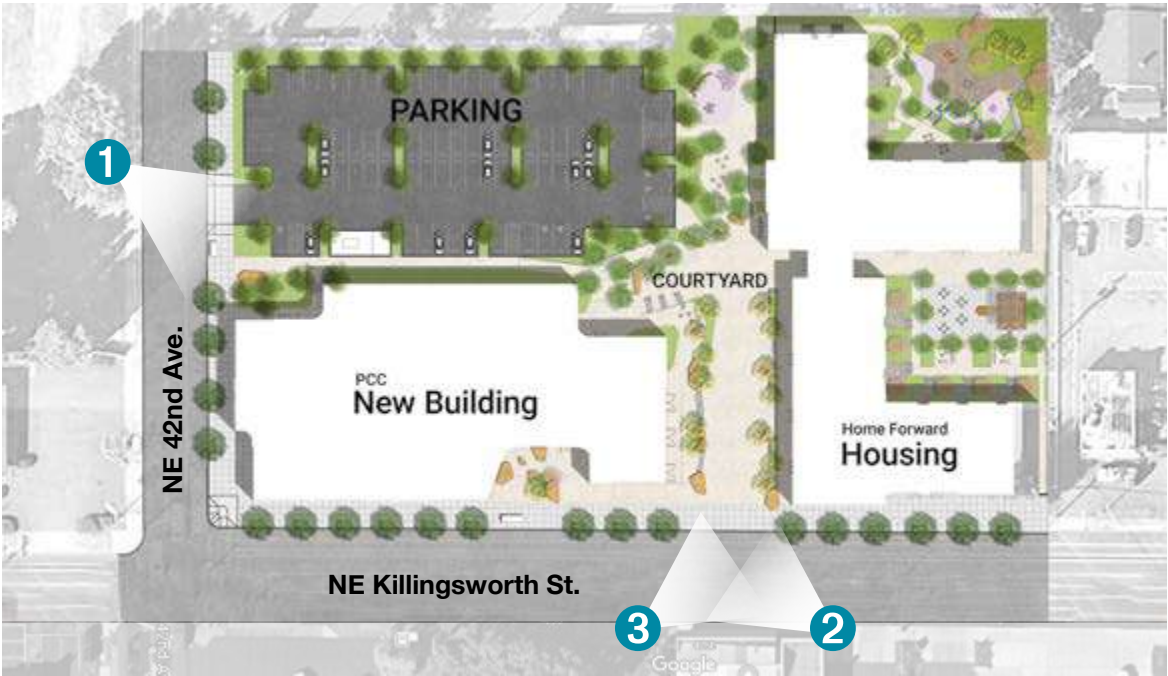 PARKING
1
COURTYARD
NE 42nd Ave.
PCC
New Building
Home Forward
Housing
NE Killingsworth St.
3
2
Google